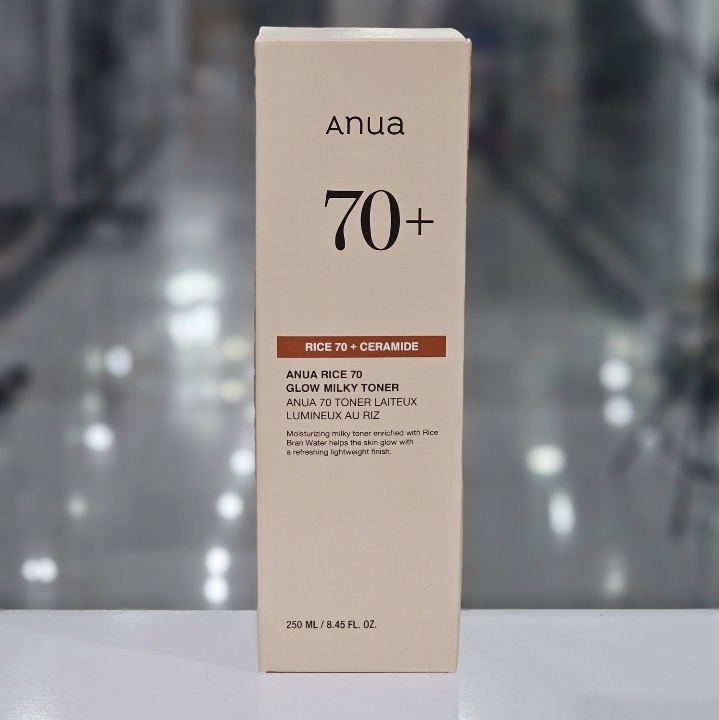 Anua
70+
RICE 70 + CERAMIDE
ANUA RICE 70
GLOW MILKY TONER
ANUA 70 TONER LAITEUX
LUMINEUX AU RIZ
Moisturizing milky toner enriched with Rice
Bran Water helps the skin glow with
a refreshing lightweight finish.
250 ML / 8.45 FL. OZ.